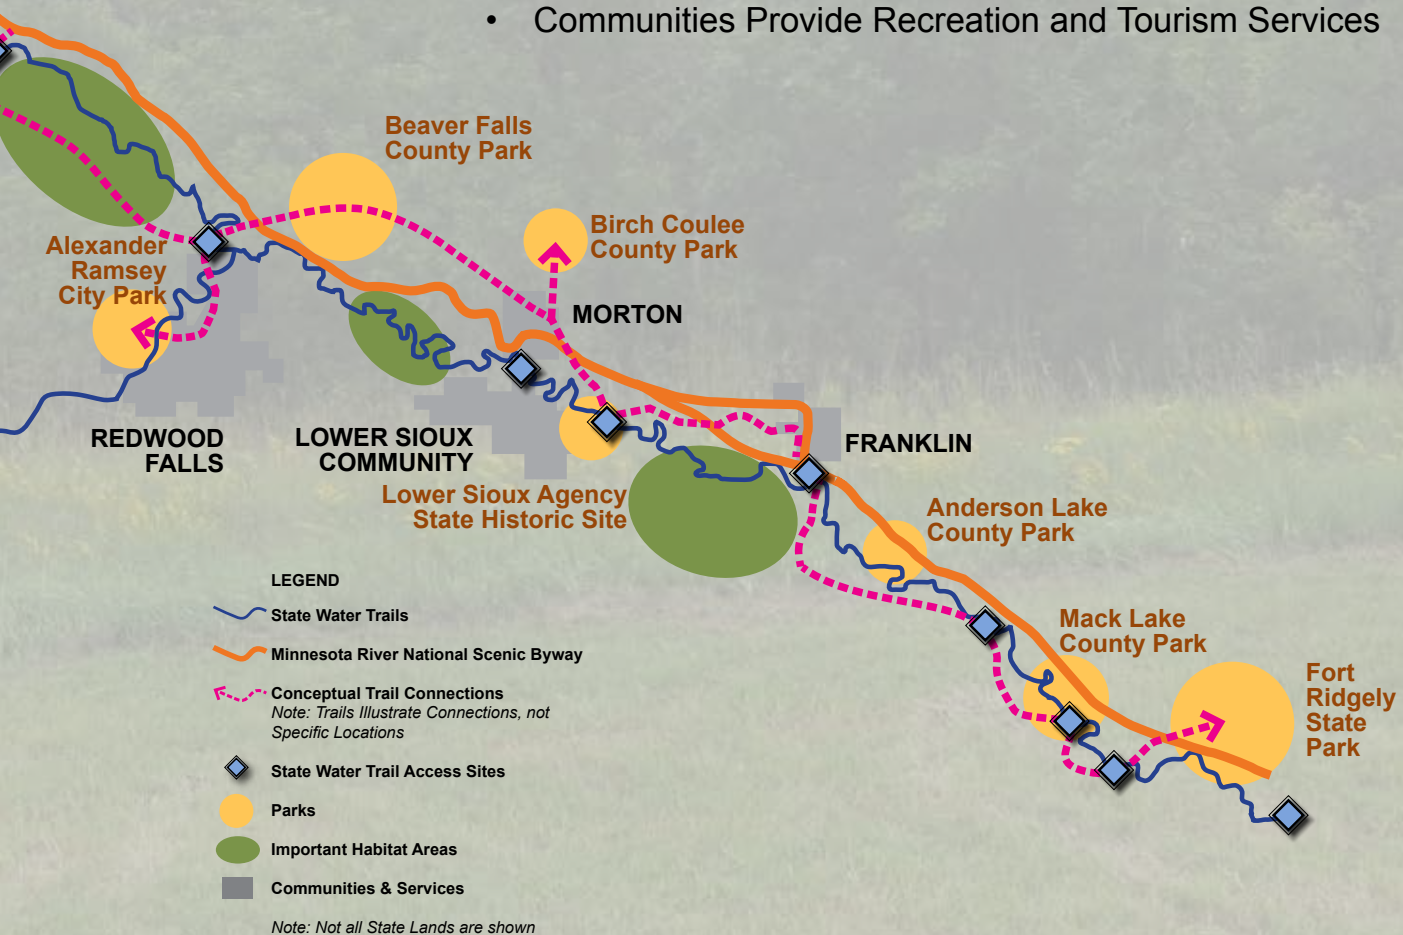 • Communities Provide Recreation and Tourism Services
Beaver Falls
County Park
Birch Coulee
County Park
Alexander
Ramsey
City Park
MORTON
REDWOOD
FALLS
LOWER SIOUX
COMMUNITY
FRANKLIN
Lower Sioux Agency
State Historic Site
Anderson Lake
County Park
Mack Lake
County Park
Fort
Ridgely
State
Park
LEGEND
State Water Trails
Minnesota River National Scenic Byway
Conceptual Trail Connections
Note: Trails Illustrate Connections, not
Specific Locations
State Water Trail Access Sites
Parks
Important Habitat Areas
Communities & Services
Note: Not all State Lands are shown